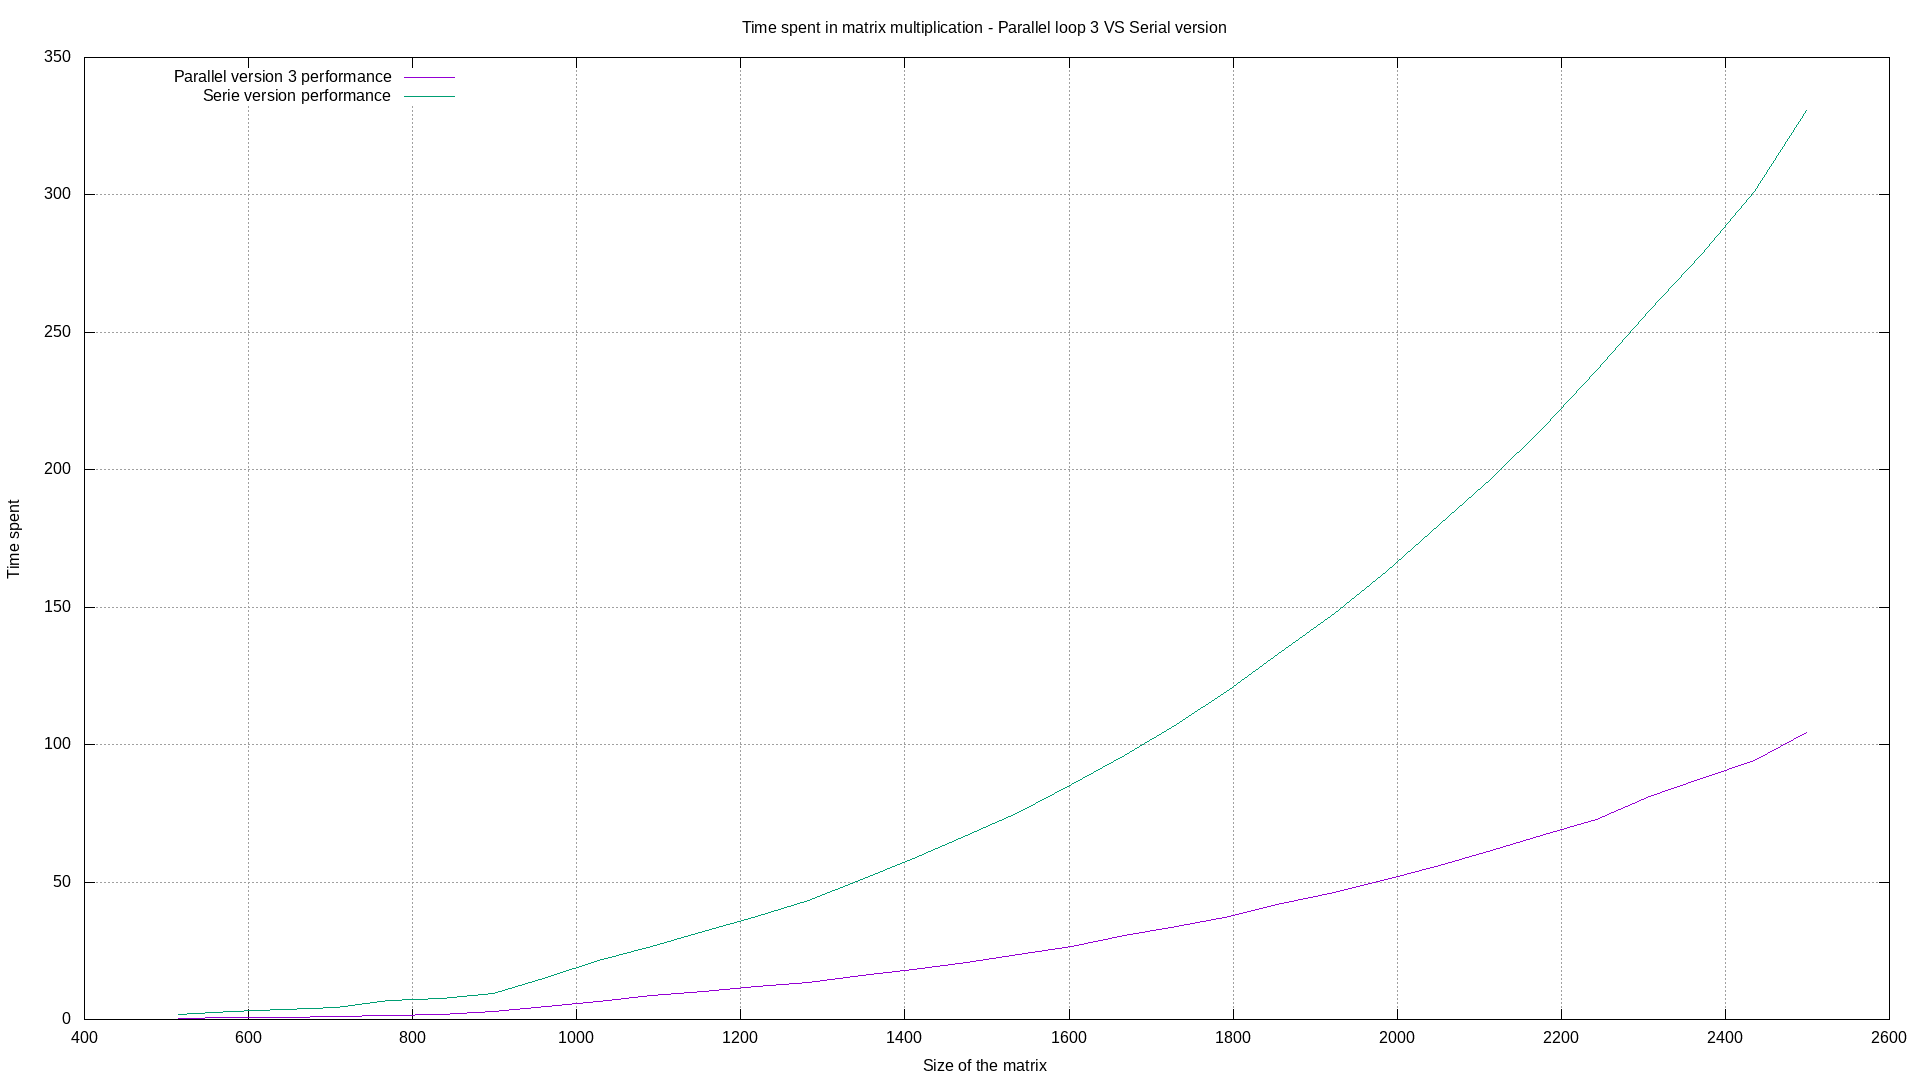 Time spent in matrix multiplication - Parallel loop 3 VS Serial version
350
Parallel version 3 performance
Serie version performance
300
250
200
150
100
50
0
Time spent
400 600 800 1000 1200 1400 1600 1800 2000 2200 2400 2600
Size of the matrix